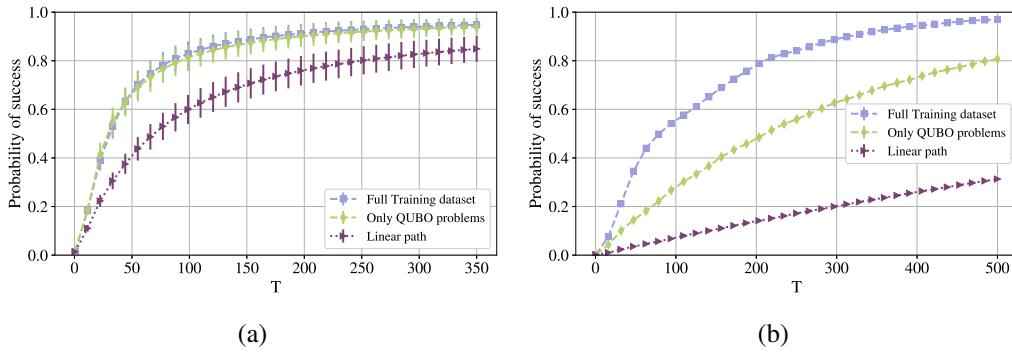 1.0
0.8
0.6
0.4
0.2
0.0
Probability of success
0 50 100 150 200 250 300 350
T
Full Training dataset
Only QUBO problems
Linear path
(a)
1.0
0.8
0.6
0.4
0.2
0.0
Probability of success
0 100 200 300 400 500
T
Full Training dataset
Only QUBO problems
Linear path
(b)